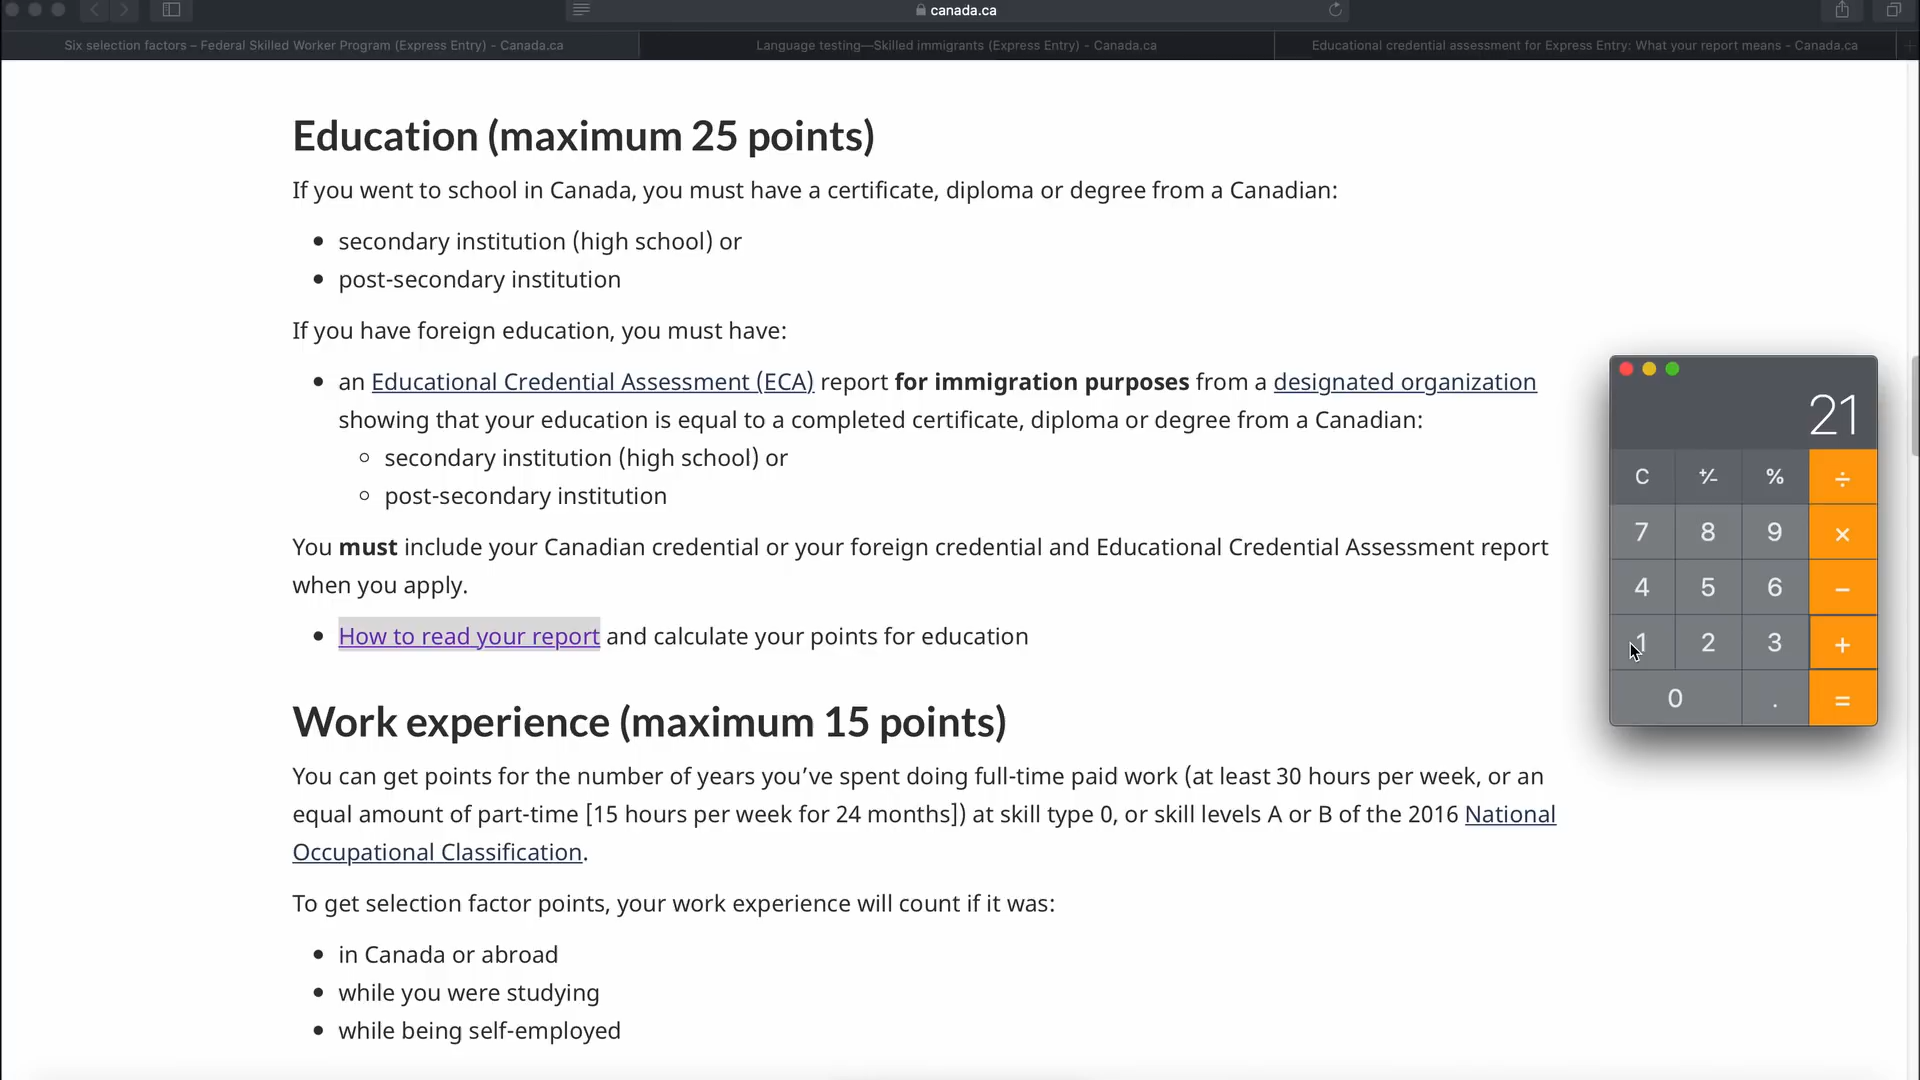 canada.ca
Six selection factors – Federal Skilled Worker Program (Express Entry) - Canada.ca
Language testing—Skilled immigrants (Express Entry) - Canada.ca
Educational credential assessment for Express Entry: What your report means - Canada.ca
Education (maximum 25 points)
If you went to school in Canada, you must have a certificate, diploma or degree from a Canadian:
• secondary institution (high school) or
• post-secondary institution
If you have foreign education, you must have:
• an Educational Credential Assessment (ECA) report for immigration purposes from a designated organization
showing that your education is equal to a completed certificate, diploma or degree from a Canadian:
◦ secondary institution (high school) or
◦ post-secondary institution
You must include your Canadian credential or your foreign credential and Educational Credential Assessment report
when you apply.
• How to read your report and calculate your points for education
Work experience (maximum 15 points)
You can get points for the number of years you’ve spent doing full-time paid work (at least 30 hours per week, or an
equal amount of part-time [15 hours per week for 24 months]) at skill type 0, or skill levels A or B of the 2016 National
Occupational Classification.
To get selection factor points, your work experience will count if it was:
• in Canada or abroad
• while you were studying
• while being self-employed
21
C ⁺⁄₋ % ÷
7 8 9 ×
4 5 6 −
1 2 3 +
0 . =